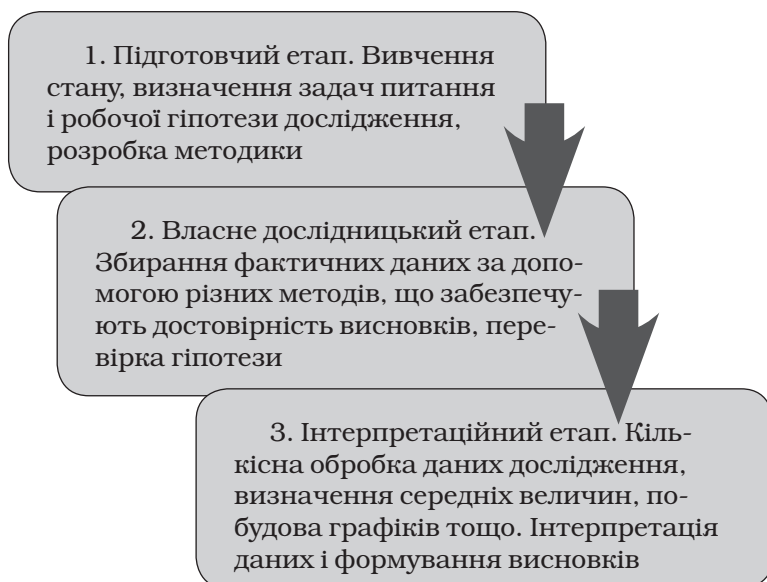 1. Підготовчий етап. Вивчення
стану, визначення задач питання
і робочої гіпотези дослідження,
розробка методики
2. Власне дослідницький етап.
Збирання фактичних даних за допо-
могою різних методів, що забезпечу-
ють достовірність висновків, пере-
вірка гіпотези
3. Інтерпретаційний етап. Кіль-
кісна обробка даних дослідження,
визначення середніх величин, по-
будова графіків тощо. Інтерпретація
даних і формування висновків